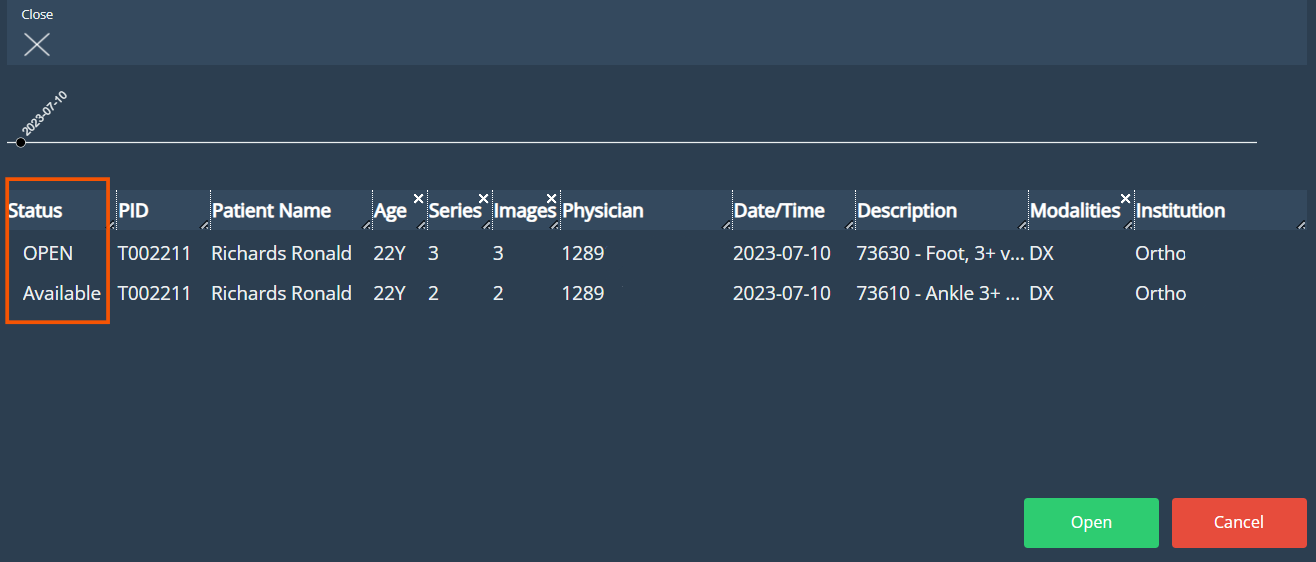 Close
2023-07-10
Status PID Patient Name Age Series Images Physician Date/Time Description Modalities Institution
OPEN T002211 Richards Ronald 22Y 3 3 1289 2023-07-10 73630 - Foot, 3+ v... DX Ortho
Available T002211 Richards Ronald 22Y 2 2 1289 2023-07-10 73610 - Ankle 3+ ... DX Ortho
Open Cancel